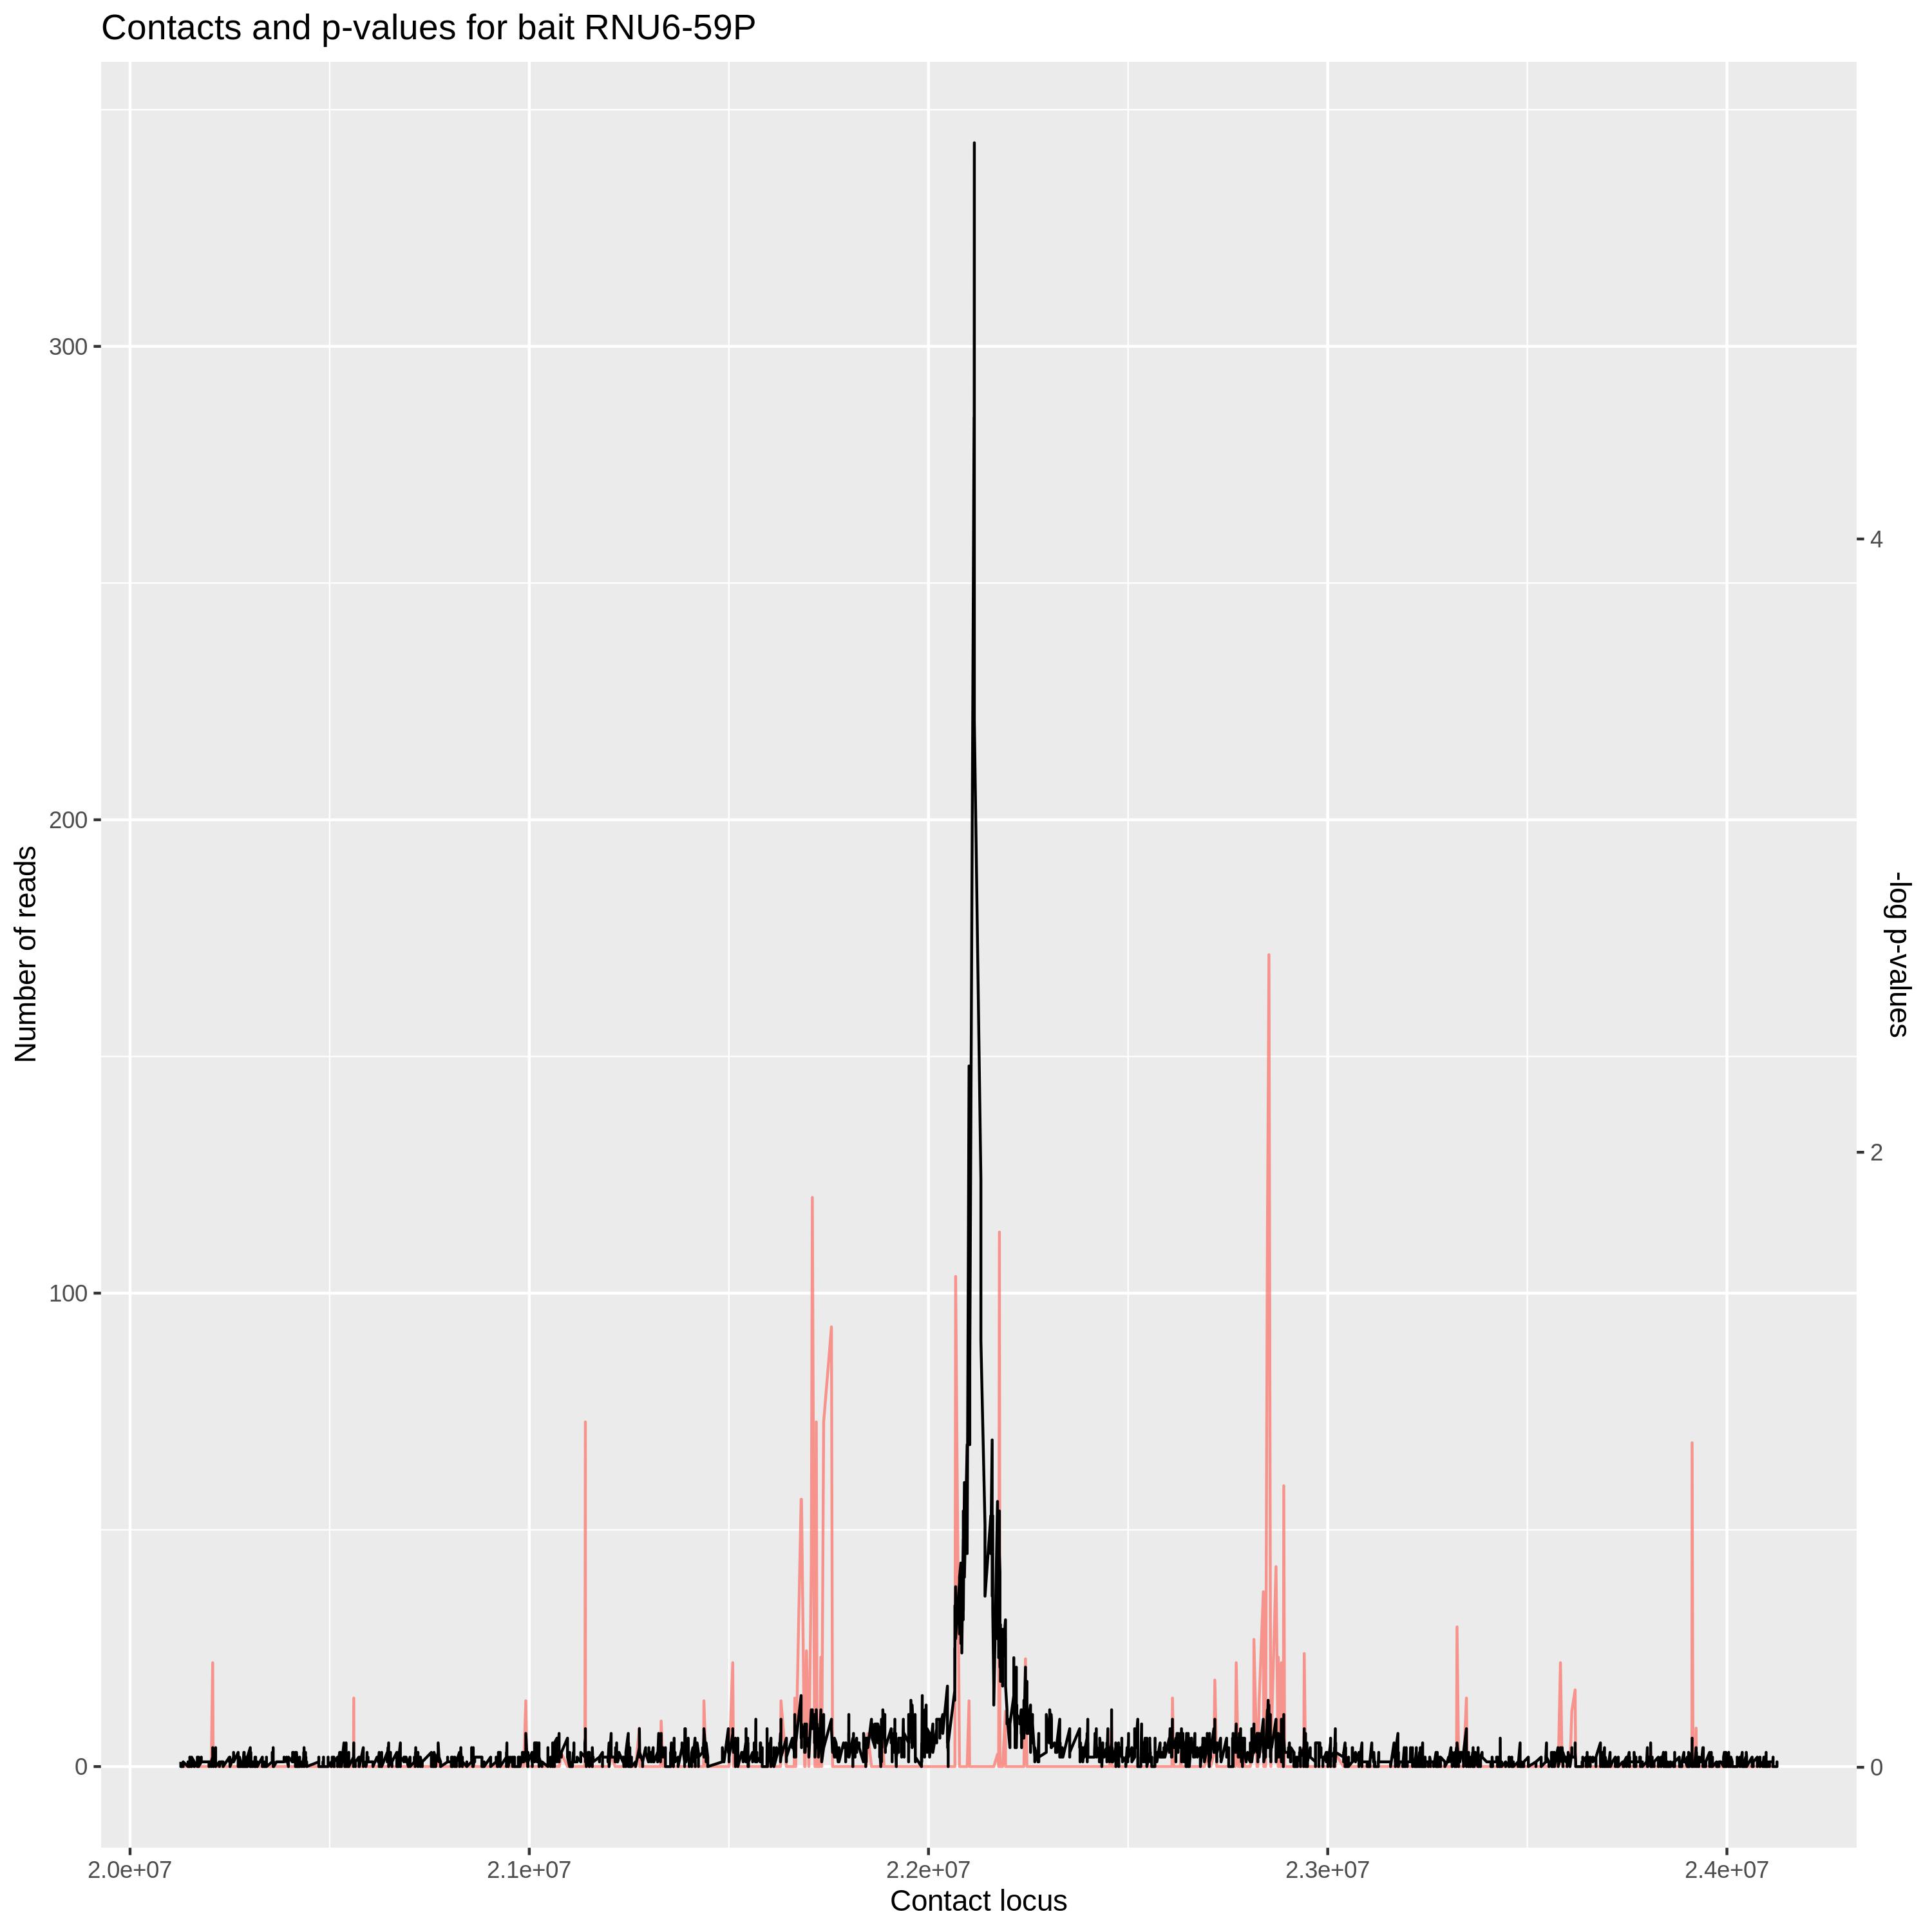 Contacts and p-values for bait RNU6-59P
300
200
100
0
Number of reads
4
2
0
-log p-values
2.0e+07
2.1e+07
2.2e+07
2.3e+07
2.4e+07
Contact locus